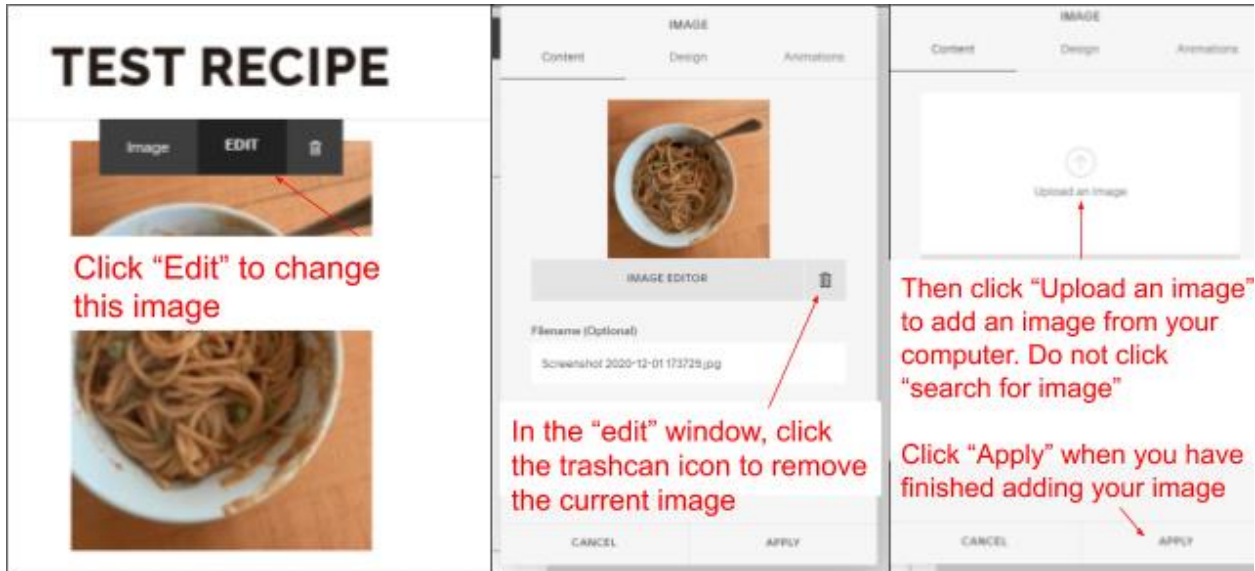 TEST RECIPE
Image EDIT
Click “Edit” to change
this image
IMAGE
Content Design Animations
IMAGE EDITOR
Filename (Optional)
Screenshot 2020-12-01 173729.jpg
In the “edit” window, click
the trashcan icon to remove
the current image
CANCEL APPLY
IMAGE
Content Design Animations
Upload an Image
Then click “Upload an image”
to add an image from your
computer. Do not click
“search for image”
Click “Apply” when you have
finished adding your image
CANCEL APPLY